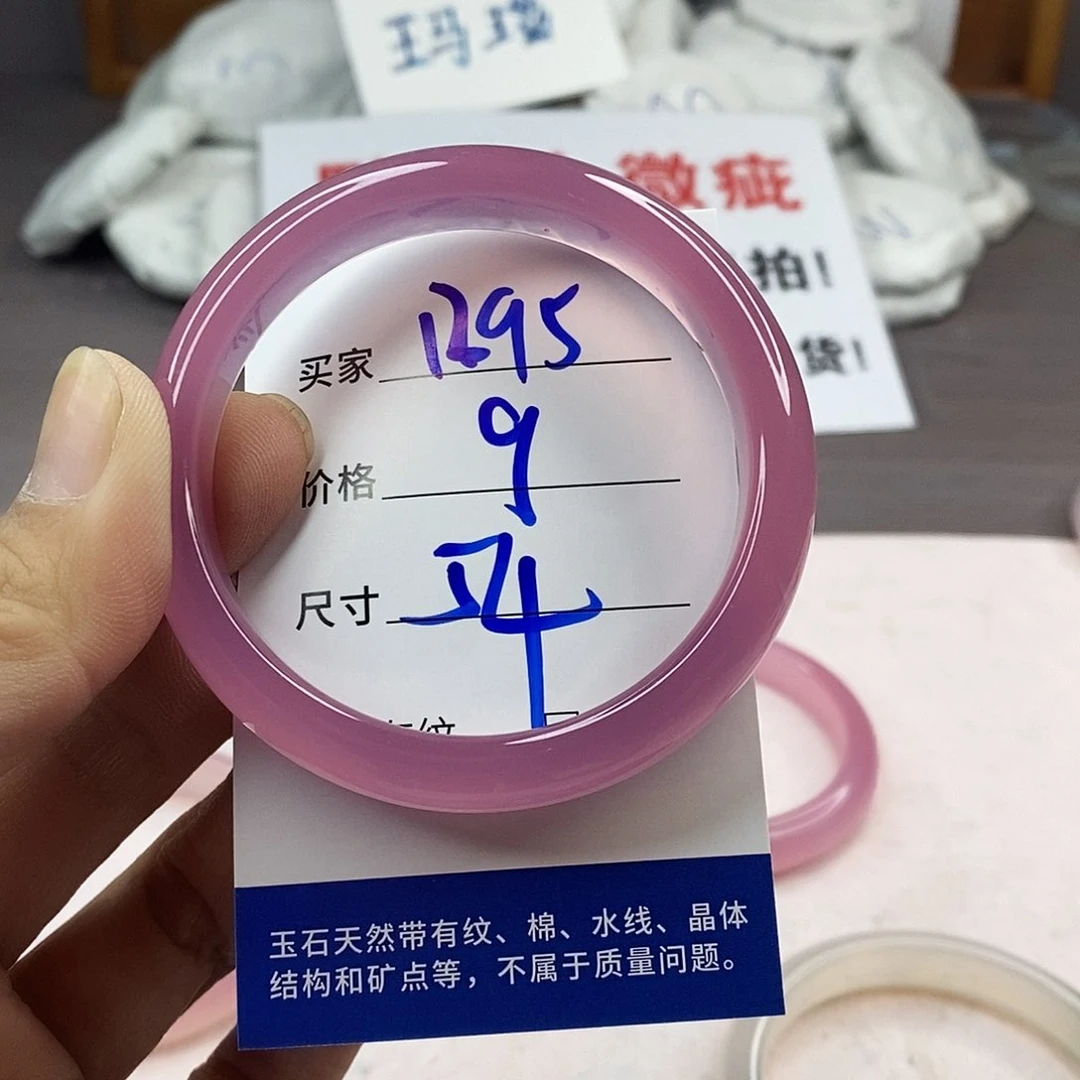 玛瑙
微疵
拍!
货!
买家 1295
价格 9
尺寸
纹
玉石天然带有纹、棉、水线、晶体
结构和矿点等，不属于质量问题。